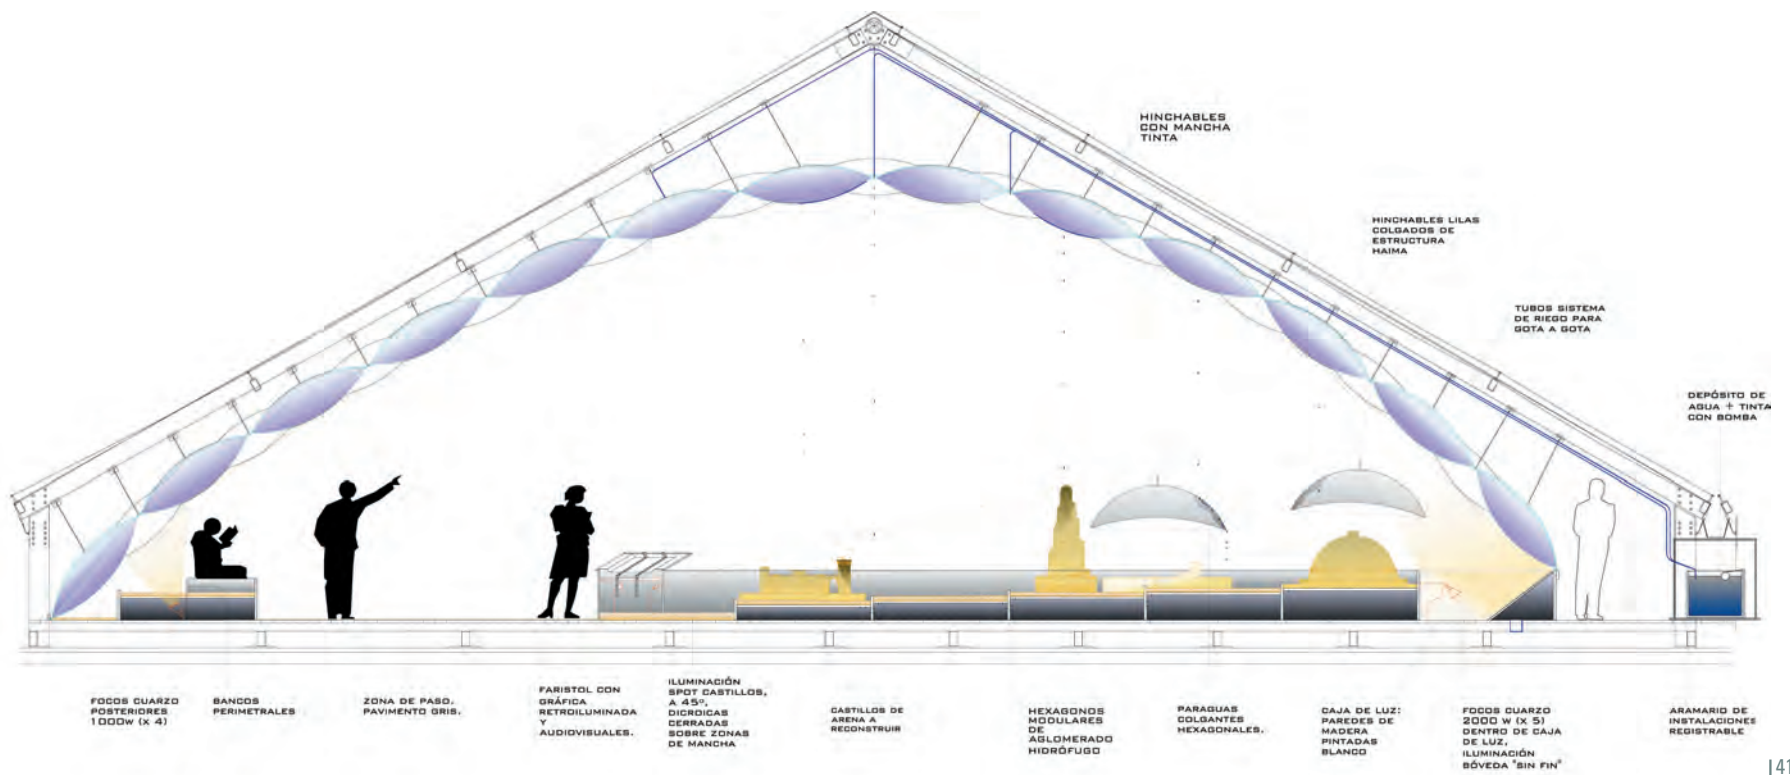 HINCHABLES
CON MANCHA
TINTA
HINCHABLES LILAS
COLGADOS DE
ESTRUCTURA
HAIMA
TUBOS SISTEMA
DE RIEGO PARA
GOTA A GOTA
DEPÓSITO DE
AGUA + TINTA
CON BOMBA
FOCOS CUARZO
POSTERIORES
1000W (X 4)
BANCOS
PERIMETRALES
ZONA DE PASO.
PAVIMENTO GRIS.
FARISTOL CON
GRÁFICA
RETROILUMINADA
Y
AUDIOVISUALES.
ILUMINACIÓN
SPOT CASTILLOS,
A 45º,
DICROICAS
CERRADAS
SOBRE ZONAS
DE MANCHA
CASTILLOS DE
ARENA A
RECONSTRUIR
HEXAGONOS
MODULARES
DE
AGLOMERADO
HIDRÓFUGO
PARAGUAS
COLGANTES
HEXAGONALES.
CAJA DE LUZ:
PAREDES DE
MADERA
PINTADAS
BLANCO
FOCOS CUARZO
2000 W (X 5)
DENTRO DE CAJA
DE LUZ,
ILUMINACIÓN
BÓVEDA "SIN FIN"
ARAMARIO DE
INSTALACIONES
REGISTRABLE